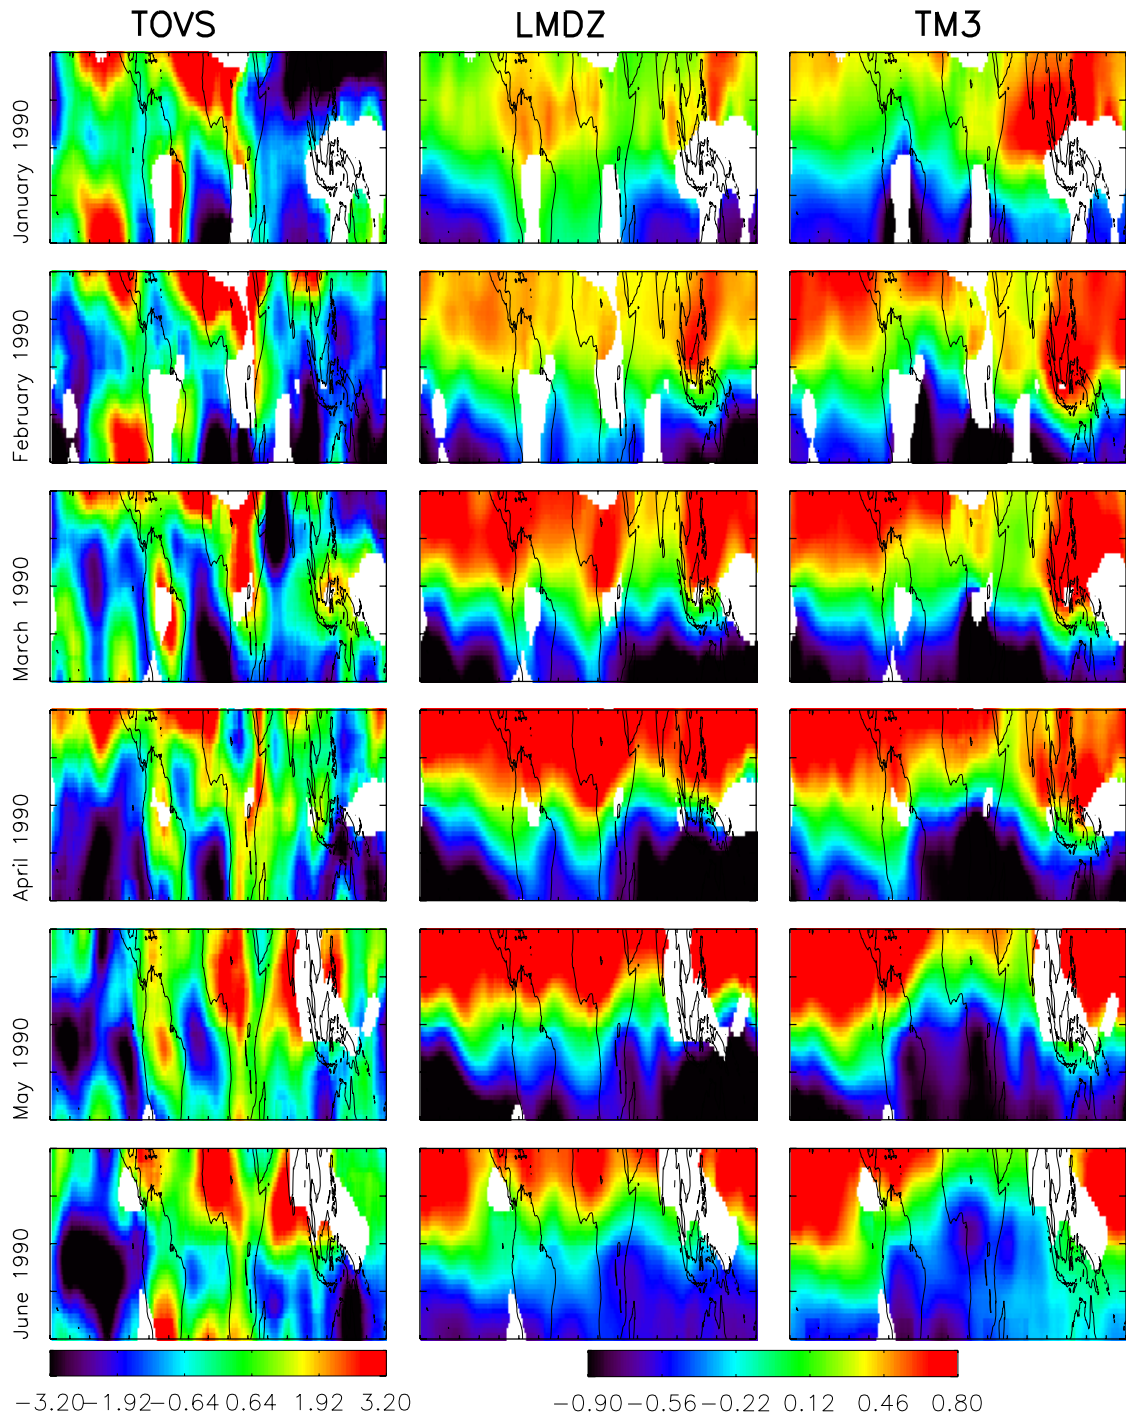 TOVS LMDZ TM3
January 1990
February 1990
March 1990
April 1990
May 1990
June 1990
−3.20−1.92−0.64 0.64 1.92 3.20
−0.90−0.56−0.22 0.12 0.46 0.80